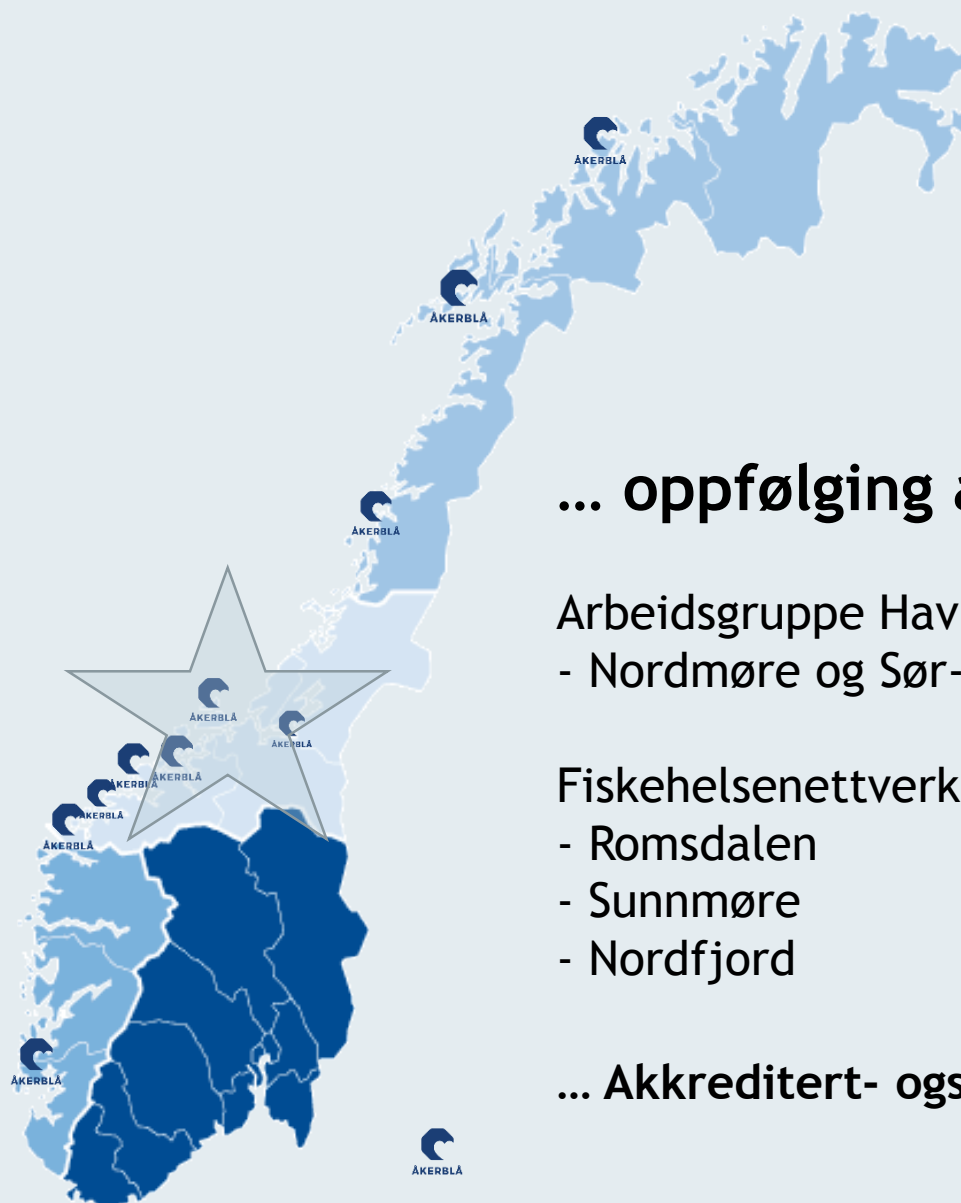 ÅKERBLÅ
ÅKERBLÅ
ÅKERBLÅ
ÅKERBLÅ
ÅKERBLÅ
ÅKERBLÅ
ÅKERBLÅ
ÅKERBLÅ
ÅKERBLÅ
ÅKERBLÅ
ÅKERBLÅ
... oppfølging
Arbeidsgruppe Hav
- Nordmøre og Sør-
Fiskehelsenettverk
- Romsdalen
- Sunnmøre
- Nordfjord
... Akkreditert- ogs